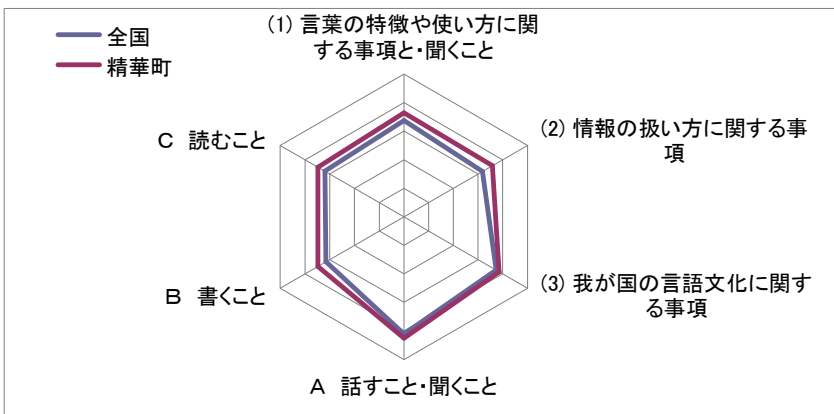 全国
精華町
(1) 言葉の特徴や使い方に関
する事項と・聞くこと
(2) 情報の扱い方に関する事
項
(3) 我が国の言語文化に関す
る事項
A 話すこと・聞くこと
B 書くこと
C 読むこと